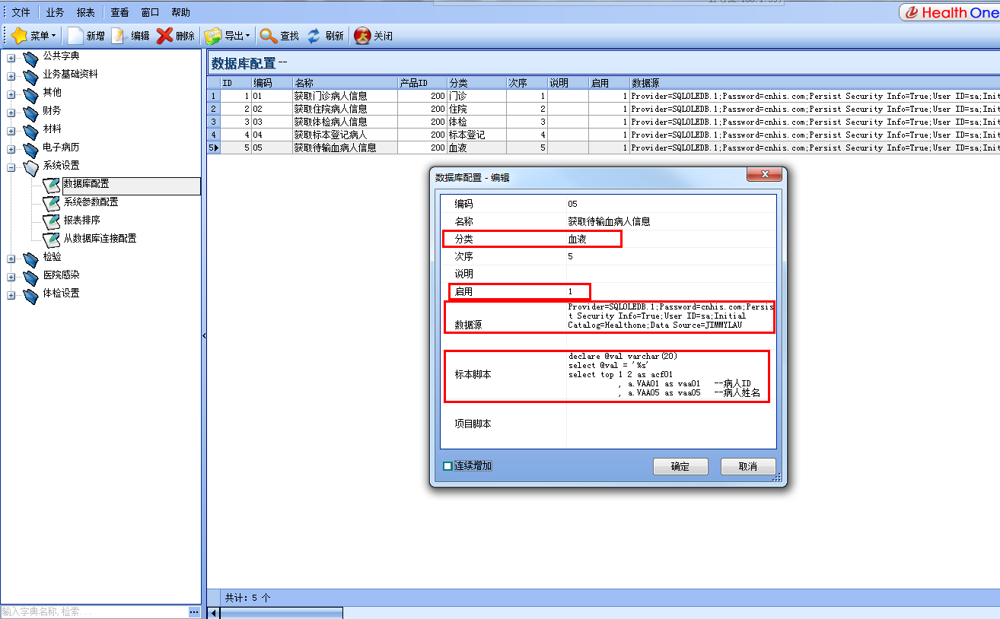 文件 业务 报表 查看 窗口 帮助
Health One
菜单 新增 编辑 删除 导出 查找 刷新 关闭
公共字典
业务基础资料
其他
财务
材料
电子病历
系统设置
数据库配置
系统参数配置
报表排序
从数据库连接配置
检验
医院感染
体检设置
输入字典名称,检索...
数据库配置--
ID 编码 名称 产品ID 分类 次序 说明 启用 数据源
1 1 01 获取门诊病人信息 200 门诊 1 1 Provider=SQLOLEDB.1;Password=cnhis.com;Persist Security Info=True;User ID=sa;Init
2 2 02 获取住院病人信息 200 住院 2 1 Provider=SQLOLEDB.1;Password=cnhis.com;Persist Security Info=True;User ID=sa;Init
3 3 03 获取体检病人信息 200 体检 3 1 Provider=SQLOLEDB.1;Password=cnhis.com;Persist Security Info=True;User ID=sa;Init
4 4 04 获取标本登记病人 200 标本登记 4 1 Provider=SQLOLEDB.1;Password=cnhis.com;Persist Security Info=True;User ID=sa;Init
5 5 05 获取待输血病人信息 200 血液 5 1 Provider=SQLOLEDB.1;Password=cnhis.com;Persist Security Info=True;User ID=sa;Init
数据库配置 - 编辑
编码 05
名称 获取待输血病人信息
分类 血液
次序 5
说明
启用 1
数据源 Provider=SQLOLEDB.1;Password=cnhis.com;Persis
t Security Info=True;User ID=sa;Initial
Catalog=Healthone;Data Source=JIMMYLAU
标本脚本 declare @val varchar(20)
select @val = '%s'
select top 1 2 as acf01
, a.VAA01 as vaa01 --病人ID
, a.VAA05 as vaa05 --病人姓名
项目脚本
连续增加 确定 取消
共计: 5 个